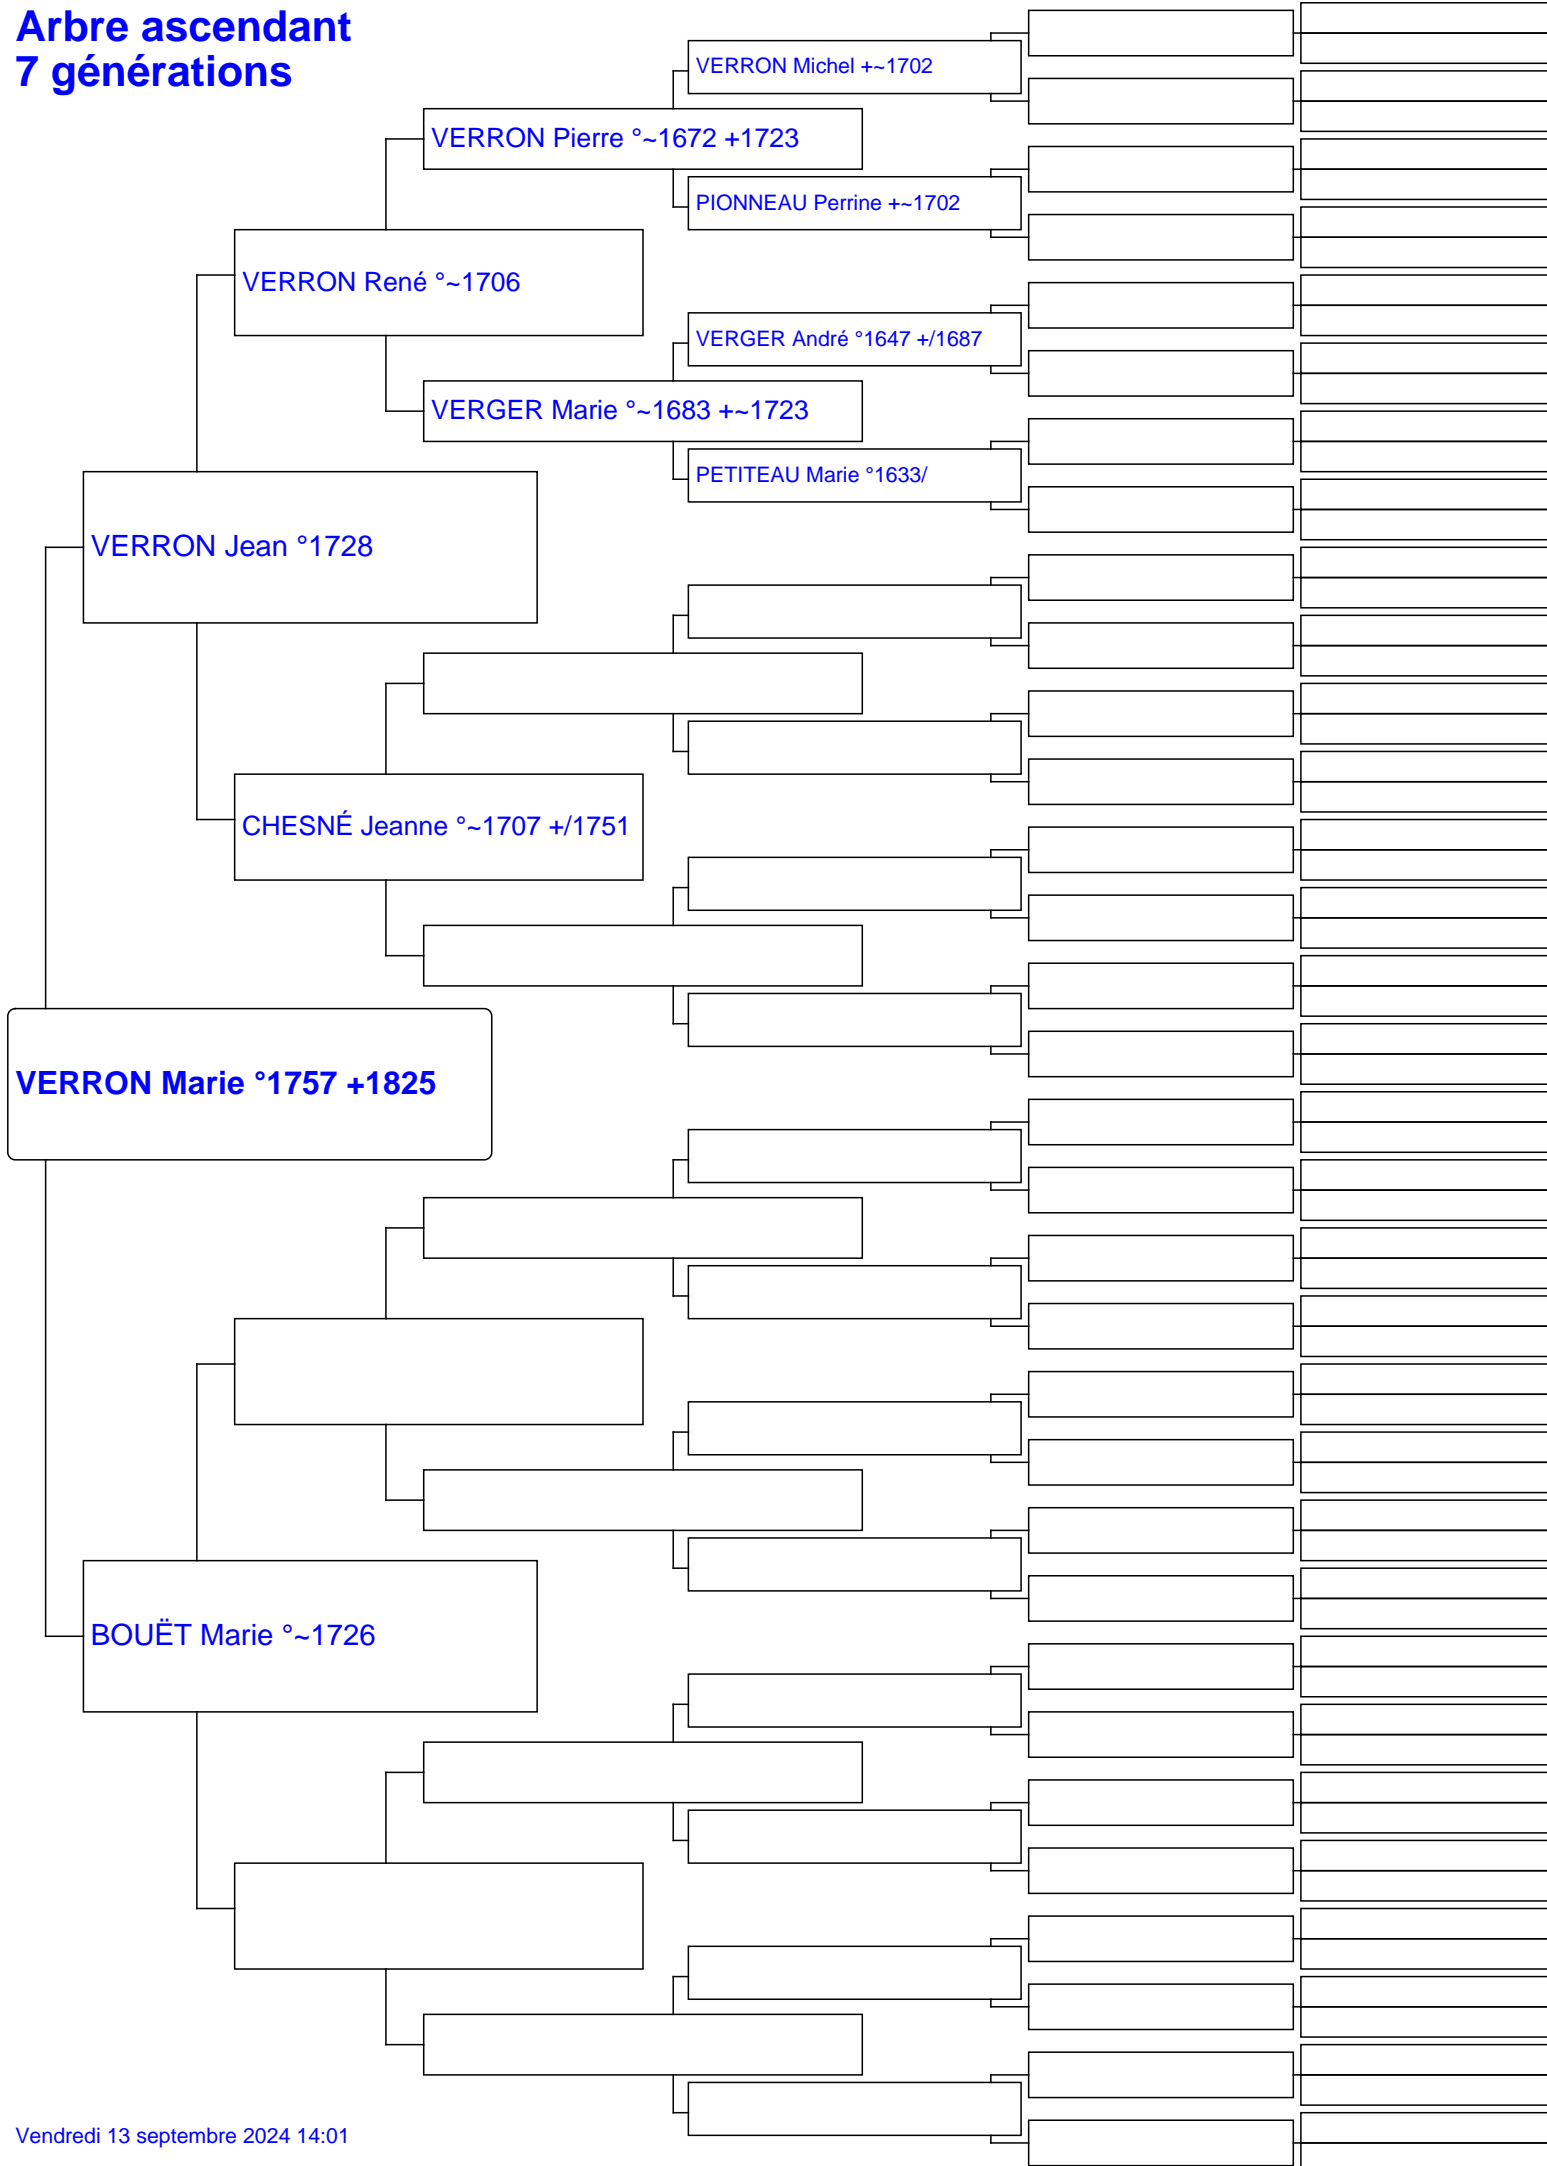 Arbre ascendant
7 générations
VERRON Michel +~1702
VERRON Pierre °~1672 +1723
PIONNEAU Perrine +~1702
VERRON René °~1706
VERGER André °1647 +/1687
VERGER Marie °~1683 +~1723
PETITEAU Marie °1633/
VERRON Jean °1728
CHESNÉ Jeanne °~1707 +/1751
VERRON Marie °1757 +1825
BOUËT Marie °~1726
Vendredi 13 septembre 2024 14:01